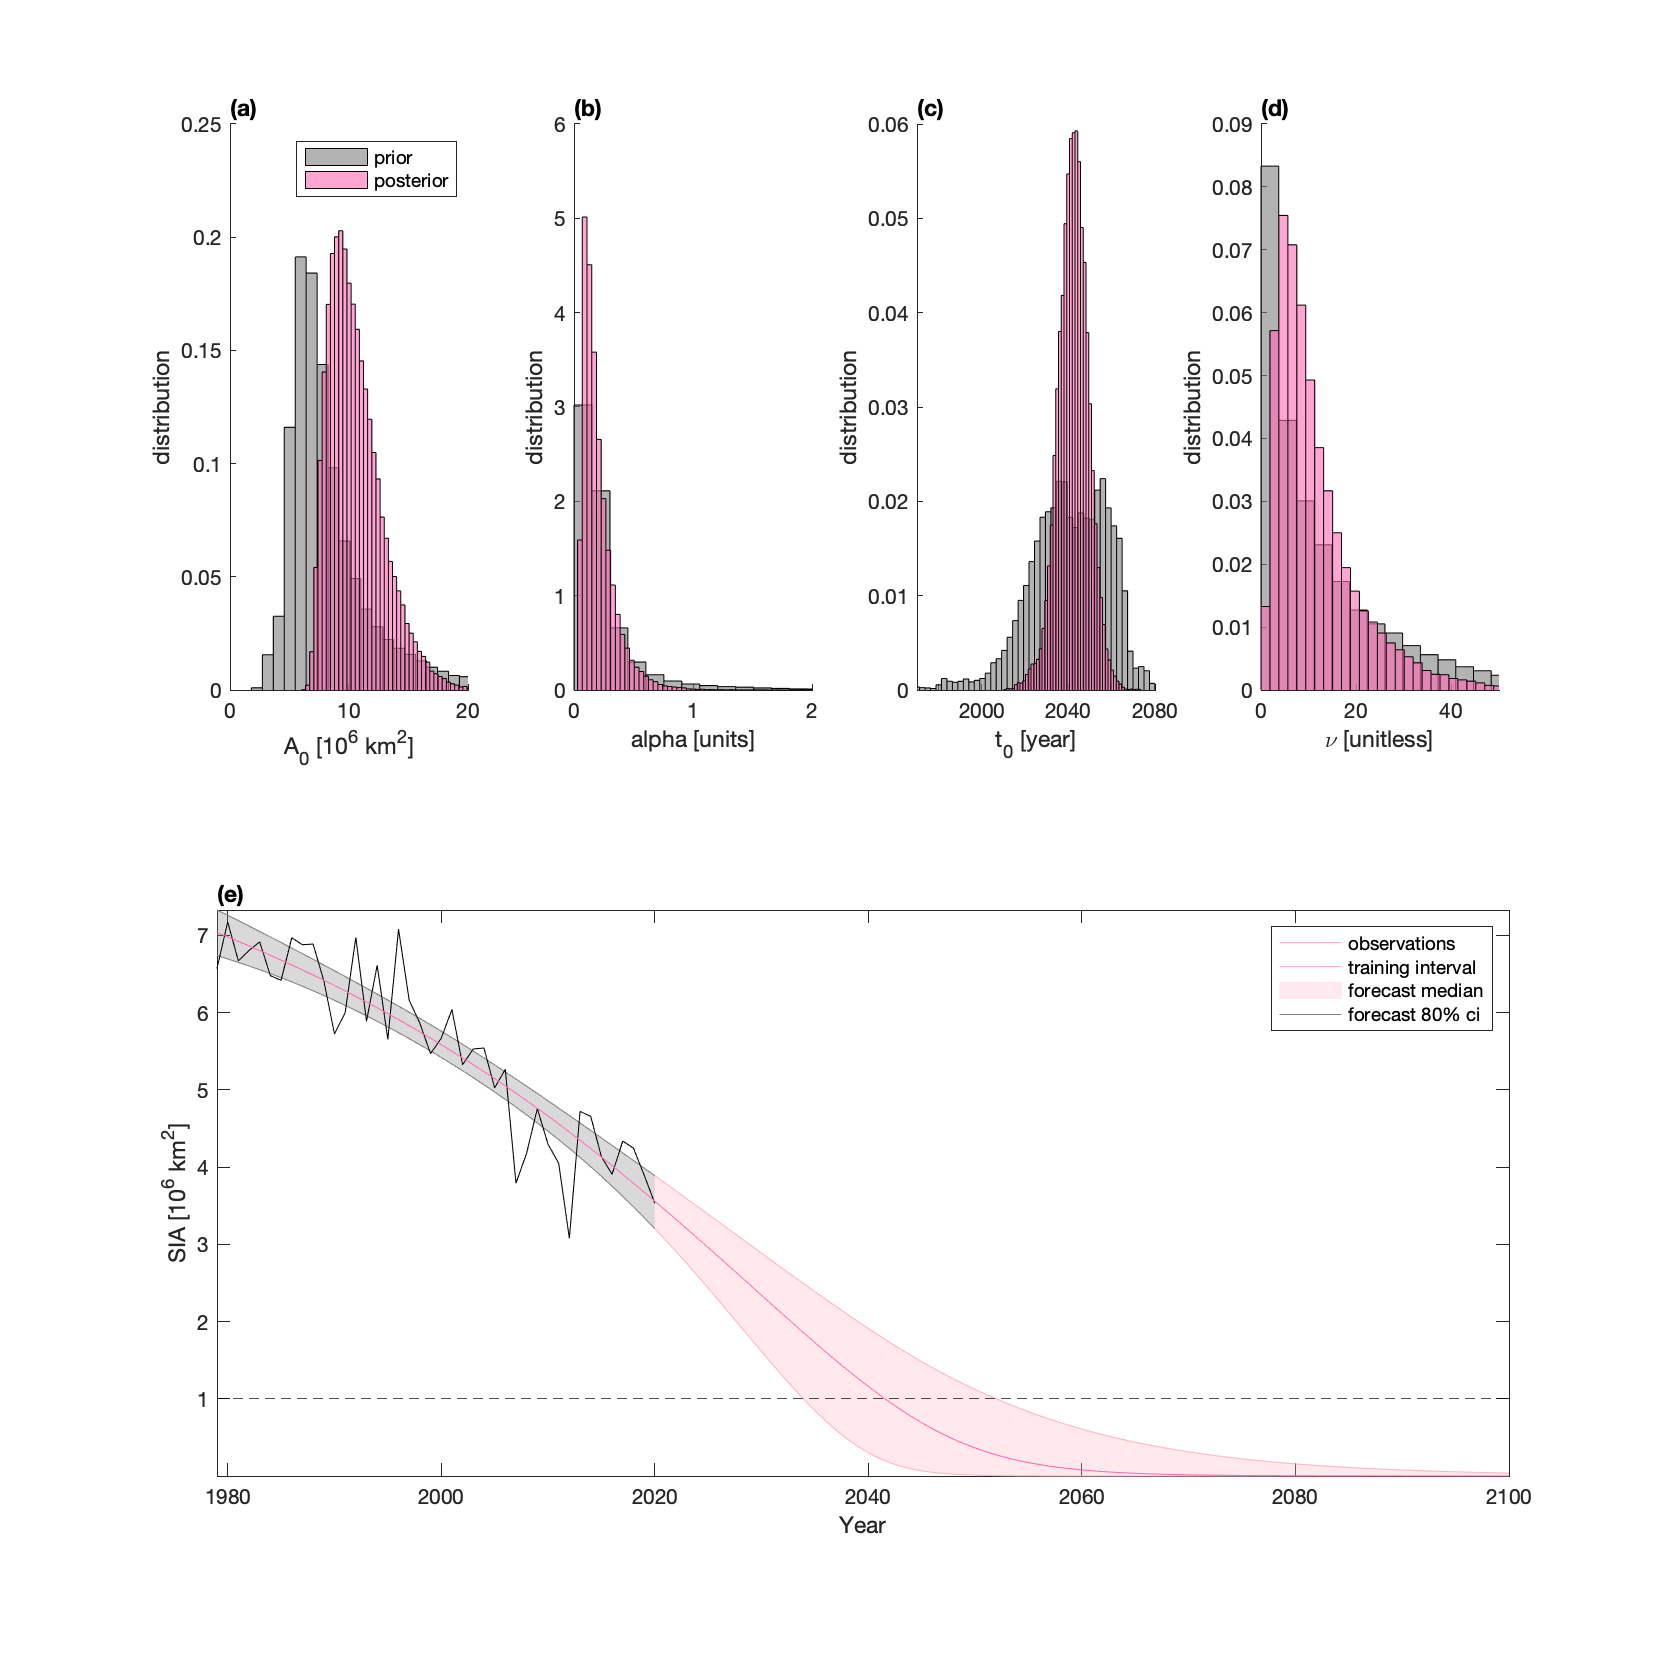 (a)
0.25
0.2
0.15
0.1
0.05
0
distribution
prior
posterior
0 10 20
A0 [10^6 km^2]
(b)
6
5
4
3
2
1
0
distribution
0 1 2
alpha [units]
(c)
0.06
0.05
0.04
0.03
0.02
0.01
0
distribution
2000 2040 2080
t0 [year]
(d)
0.09
0.08
0.07
0.06
0.05
0.04
0.03
0.02
0.01
0
distribution
0 20 40
ν [unitless]
(e)
7
6
5
4
3
2
1
SIA [10^6 km^2]
observations
training interval
forecast median
forecast 80% ci
1980 2000 2020 2040 2060 2080 2100
Year